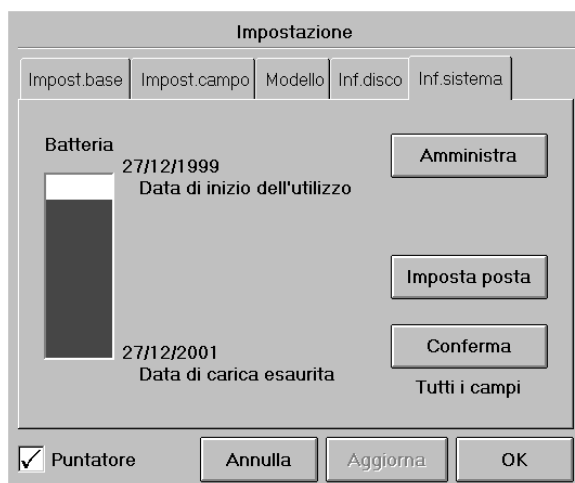 Impostazione
Impost.base Impost.campo Modello Inf.disco Inf.sistema
Batteria
27/12/1999
Data di inizio dell'utilizzo
Amministra
Imposta posta
27/12/2001
Data di carica esaurita
Conferma
Tutti i campi
Puntatore Annulla Aggiorna OK